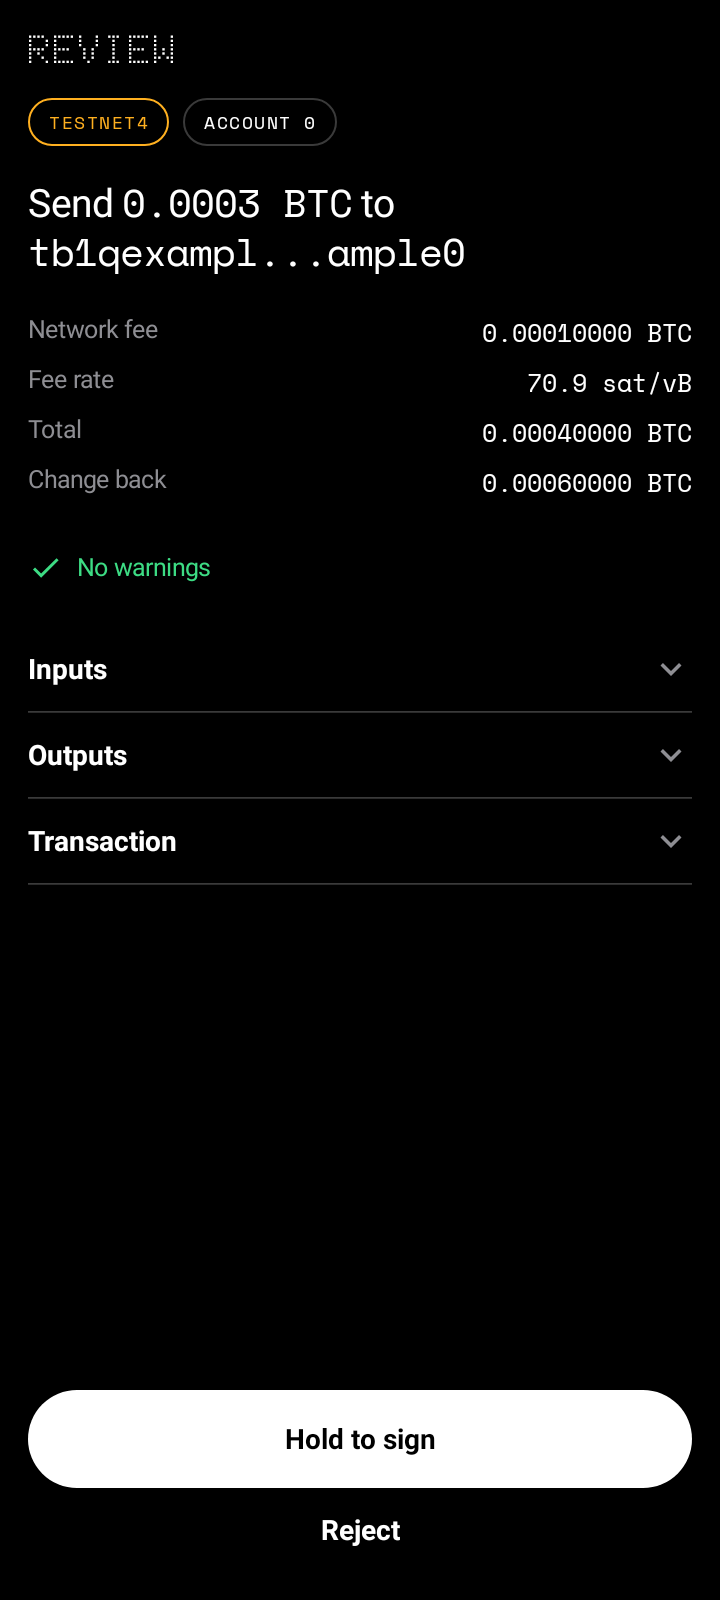 REVIEW
TESTNET4 ACCOUNT 0
Send 0.0003 BTC to
tb1qexampl...ample0
Network fee 0.00010000 BTC
Fee rate 70.9 sat/vB
Total 0.00040000 BTC
Change back 0.00060000 BTC
No warnings
Inputs
Outputs
Transaction
Hold to sign
Reject